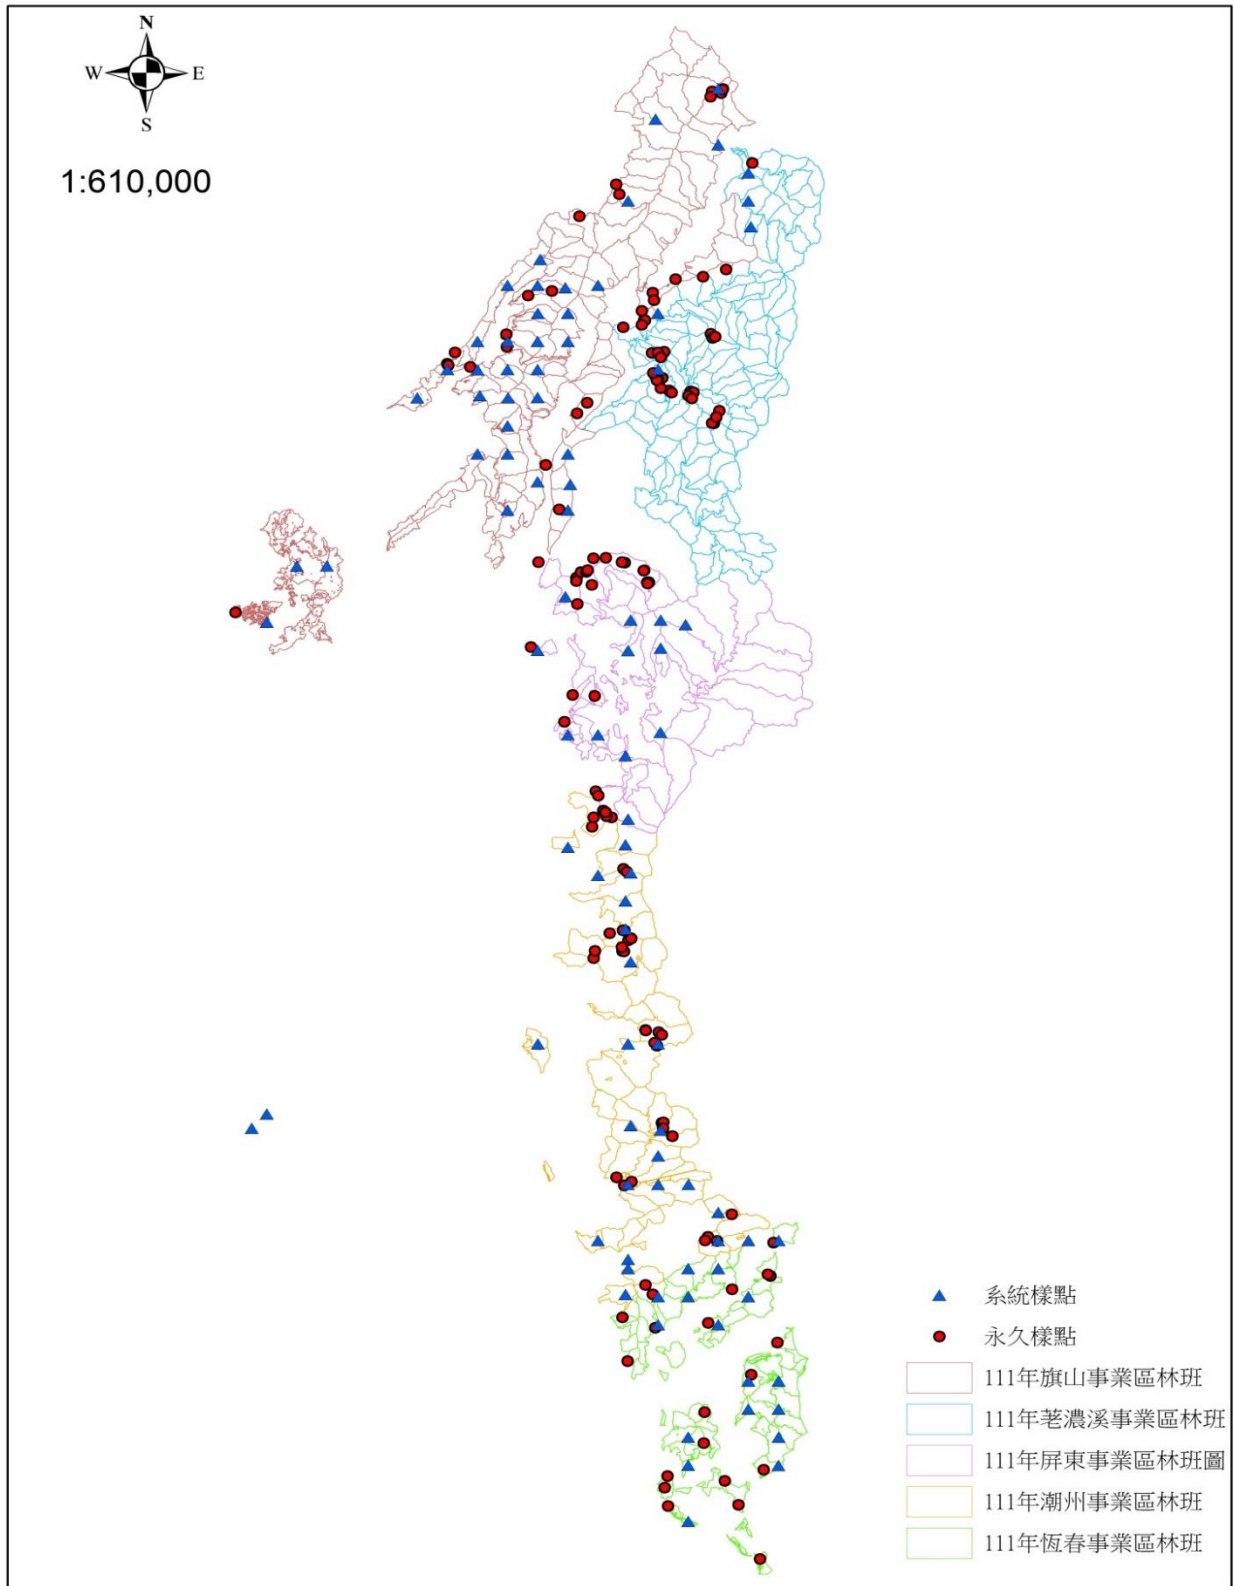 N
W E
S
1:610,000
系統樣點
永久樣點
111年旗山事業區林班
111年荖濃溪事業區林班
111年屏東事業區林班圖
111年潮州事業區林班
111年恆春事業區林班